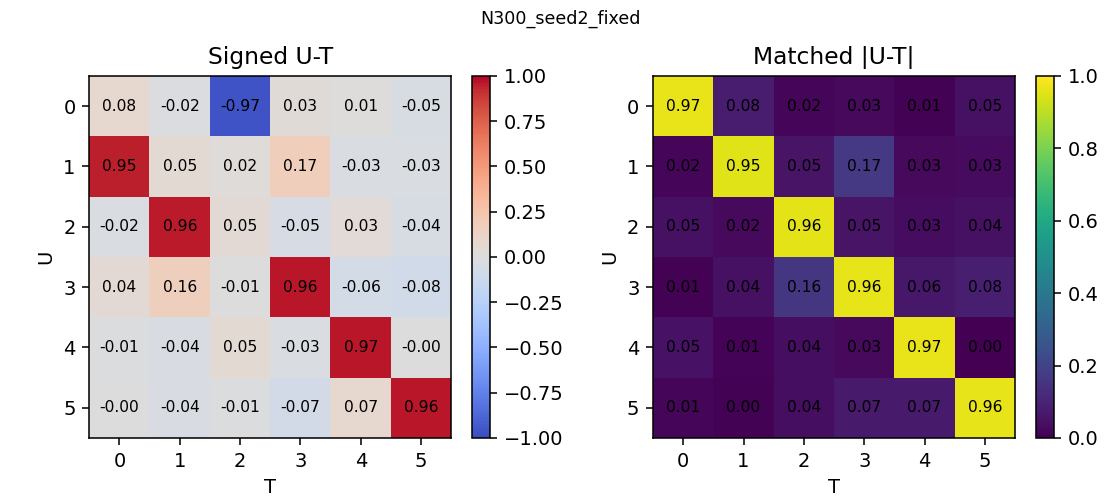 N300_seed2_fixed
Signed U-T
0 0.08 -0.02 -0.97 0.03 0.01 -0.05
1 0.95 0.05 0.02 0.17 -0.03 -0.03
2 -0.02 0.96 0.05 -0.05 0.03 -0.04
3 0.04 0.16 -0.01 0.96 -0.06 -0.08
4 -0.01 -0.04 0.05 -0.03 0.97 -0.00
5 -0.00 -0.04 -0.01 -0.07 0.07 0.96
0 1 2 3 4 5
T
U
1.00
0.75
0.50
0.25
0.00
−0.25
−0.50
−0.75
−1.00
Matched |U-T|
0 0.97 0.08 0.02 0.03 0.01 0.05
1 0.02 0.95 0.05 0.17 0.03 0.03
2 0.05 0.02 0.96 0.05 0.03 0.04
3 0.01 0.04 0.16 0.96 0.06 0.08
4 0.05 0.01 0.04 0.03 0.97 0.00
5 0.01 0.00 0.04 0.07 0.07 0.96
0 1 2 3 4 5
T
U
1.0
0.8
0.6
0.4
0.2
0.0